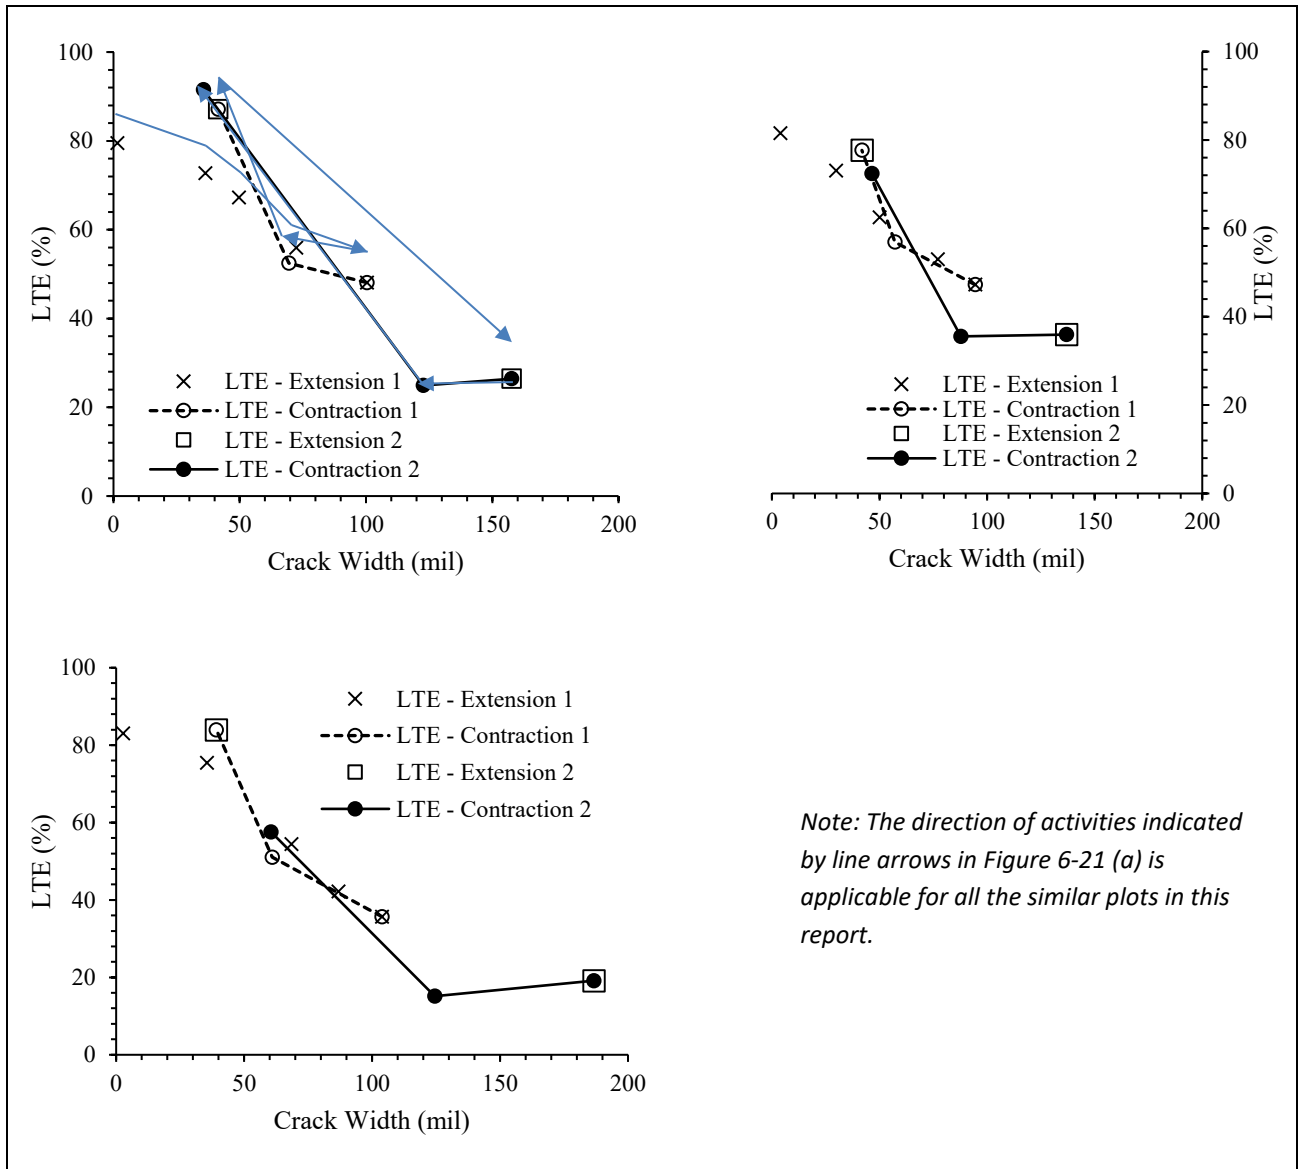 100
80
60
40
20
0
LTE (%)
LTE - Extension 1
LTE - Contraction 1
LTE - Extension 2
LTE - Contraction 2
0 50 100 150 200
Crack Width (mil)
100
80
60
40
20
0
LTE (%)
LTE - Extension 1
LTE - Contraction 1
LTE - Extension 2
LTE - Contraction 2
0 50 100 150 200
Crack Width (mil)
100
80
60
40
20
0
LTE (%)
LTE - Extension 1
LTE - Contraction 1
LTE - Extension 2
LTE - Contraction 2
0 50 100 150 200
Crack Width (mil)
Note: The direction of activities indicated
by line arrows in Figure 6-21 (a) is
applicable for all the similar plots in this
report.